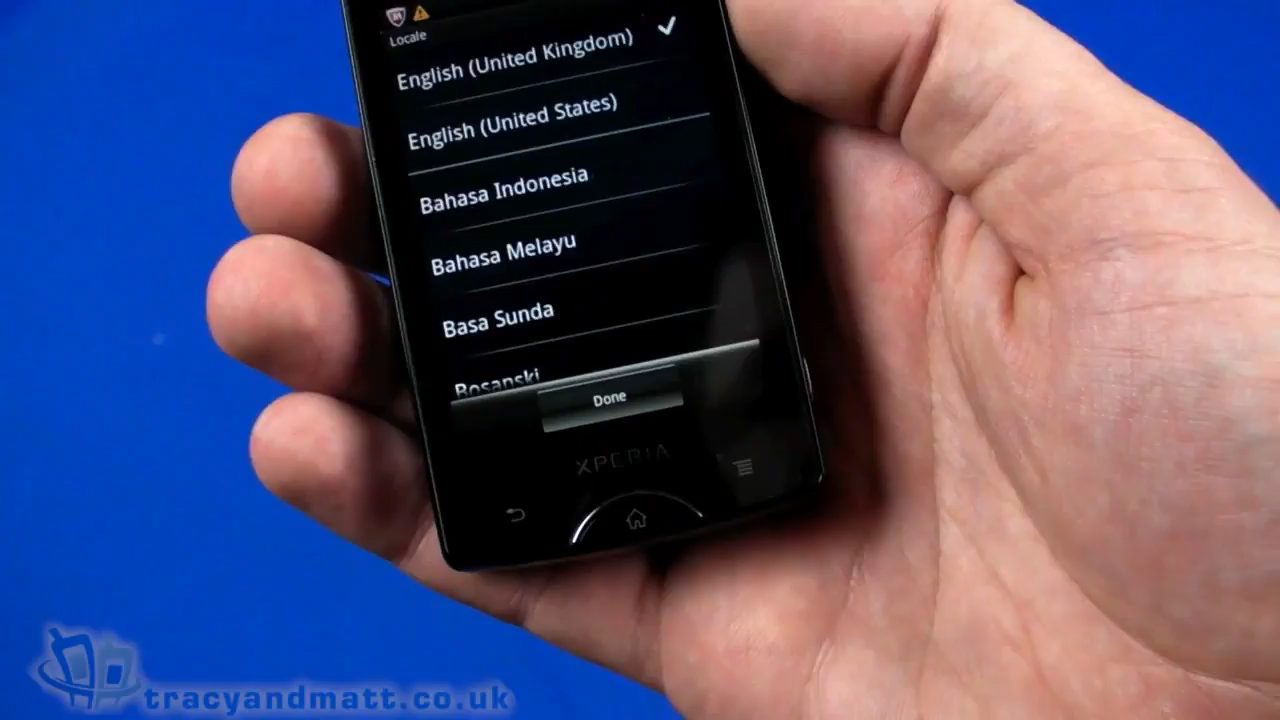 Locale
English (United Kingdom)
English (United States)
Bahasa Indonesia
Bahasa Melayu
Basa Sunda
Bosanski
Done
XPERIA
tracyandmatt.co.uk